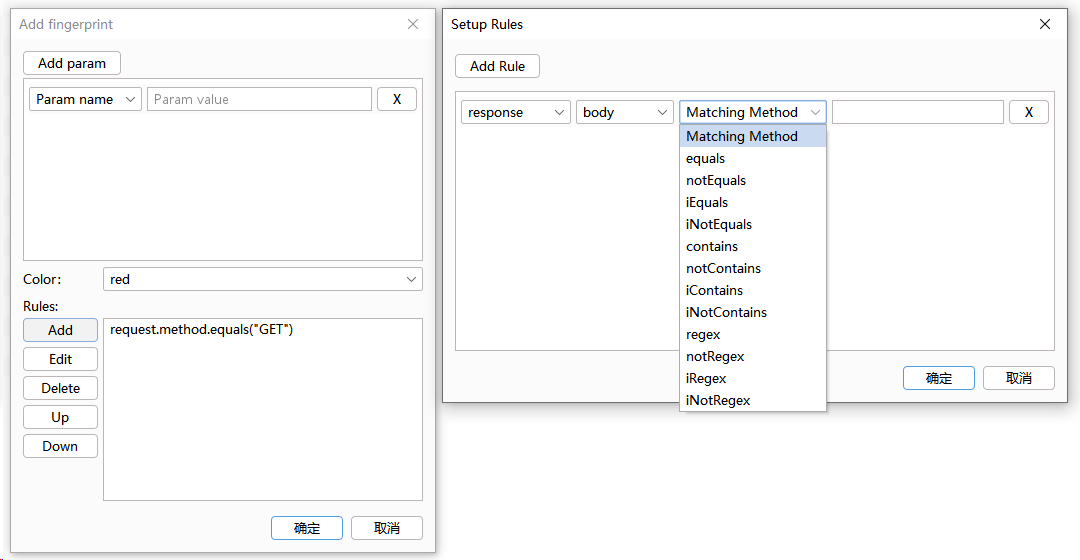 Add fingerprint
Add param
Param name
Param value
X
Color:
red
Rules:
Add
Edit
Delete
Up
Down
request.method.equals("GET")
确定
取消
Setup Rules
Add Rule
response
body
Matching Method
X
Matching Method
equals
notEquals
iEquals
iNotEquals
contains
notContains
iContains
iNotContains
regex
notRegex
iRegex
iNotRegex
确定
取消